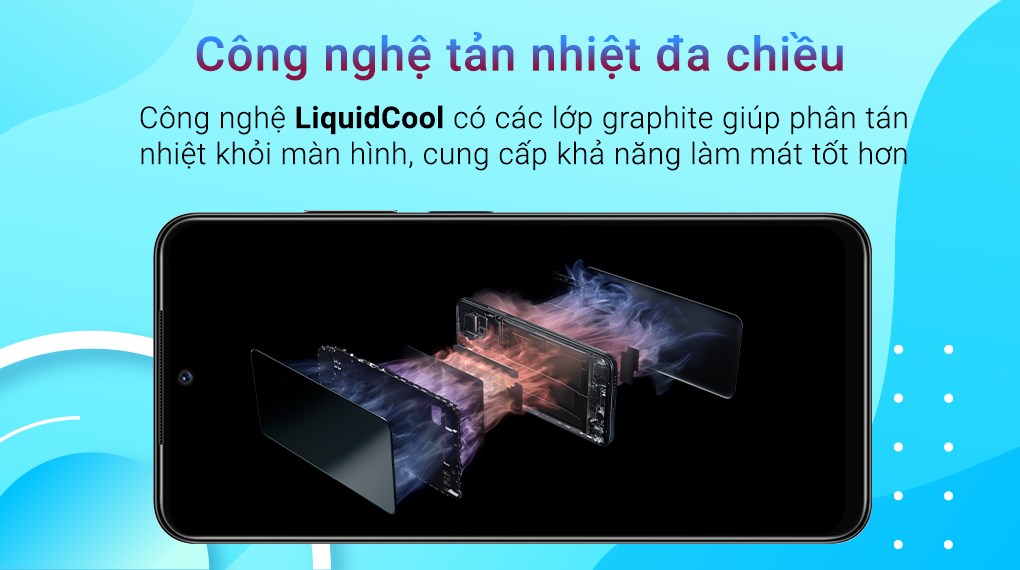 Công nghệ tản nhiệt đa chiều
Công nghệ LiquidCool có các lớp graphite giúp phân tán
nhiệt khỏi màn hình, cung cấp khả năng làm mát tốt hơn